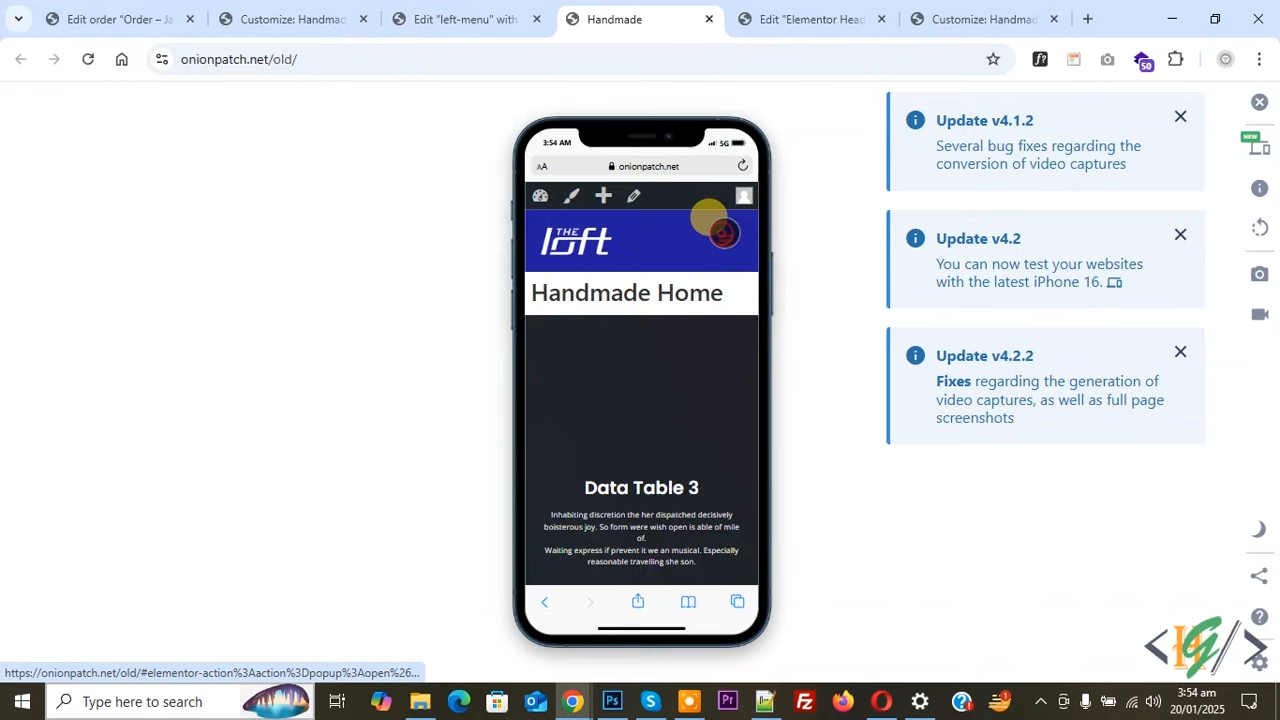 Edit order "Order – Ja
Customize: Handmad
Edit "left-menu" with
Handmade
Edit "Elementor Head
Customize: Handmad
onionpatch.net/old/
f?
50
3:54 AM
5G
AA
onionpatch.net
THE
loft
Handmade Home
Data Table 3
Inhabiting discretion the her dispatched decisively
boisterous joy. So form were wish open is able of mile
of.
Waiting express if prevent it we an musical. Especially
reasonable travelling she son.
Update v4.1.2
Several bug fixes regarding the
conversion of video captures
Update v4.2
You can now test your websites
with the latest iPhone 16.
Update v4.2.2
Fixes regarding the generation of
video captures, as well as full page
screenshots
NEW
https://onionpatch.net/old/#elementor-action%3Aaction%3Dpopup%3Aopen%26...
Type here to search
Ps
Pr
3:54 am
20/01/2025